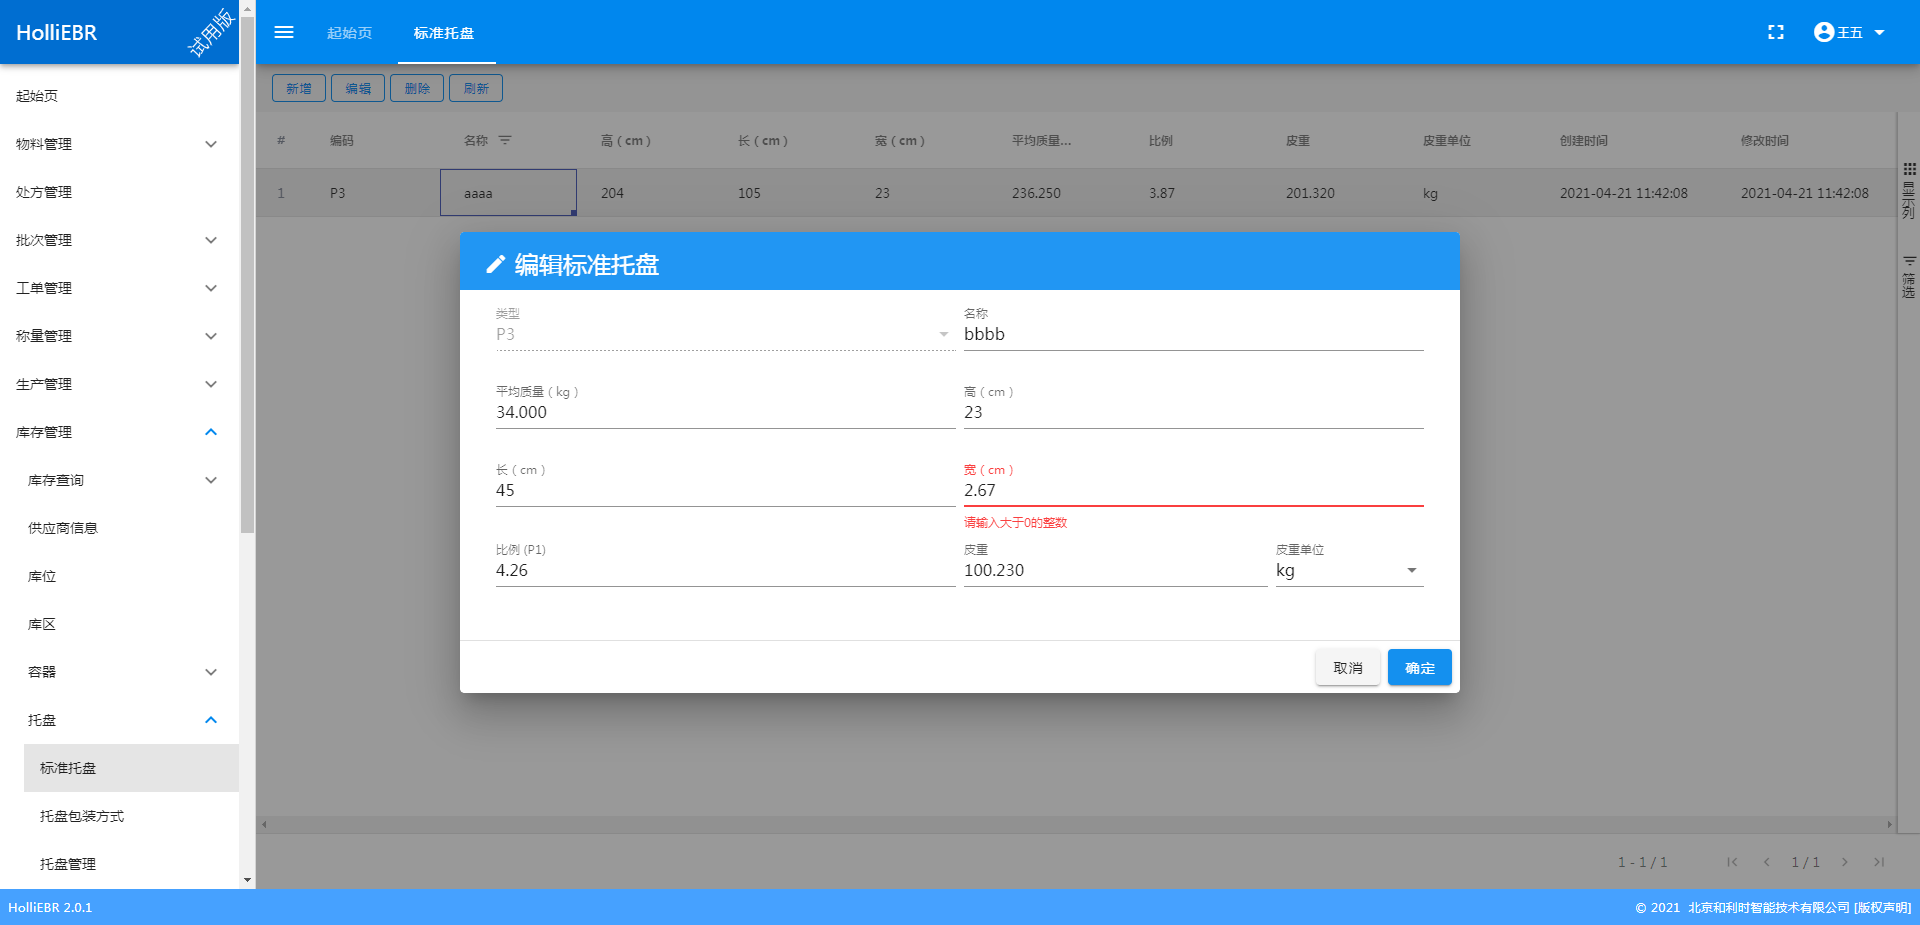 HolliEBR 试用版
起始页 标准托盘
王五
起始页
物料管理
处方管理
批次管理
工单管理
称量管理
生产管理
库存管理
库存查询
供应商信息
库位
库区
容器
托盘
标准托盘
托盘包装方式
托盘管理
新增 编辑 删除 刷新
# 编码 名称 高（cm） 长（cm） 宽（cm） 平均质量... 比例 皮重 皮重单位 创建时间 修改时间
1 P3 aaaa 204 105 23 236.250 3.87 201.320 kg 2021-04-21 11:42:08 2021-04-21 11:42:08
显示列
筛选
编辑标准托盘
类型 名称
P3 bbbb
平均质量（kg） 高（cm）
34.000 23
长（cm） 宽（cm）
45 2.67
请输入大于0的整数
比例 (P1) 皮重 皮重单位
4.26 100.230 kg
取消 确定
1 - 1 / 1 1 / 1
HolliEBR 2.0.1 © 2021 北京和利时智能技术有限公司 [版权声明]